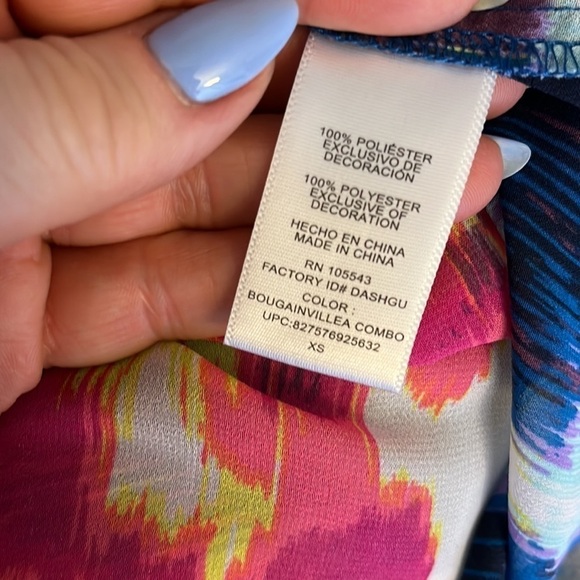 100% POLIÉSTER
EXCLUSIVO DE
DECORACIÓN
100% POLYESTER
EXCLUSIVE OF
DECORATION
HECHO EN CHINA
MADE IN CHINA
RN 105543
FACTORY ID# DASHGU
COLOR :
BOUGAINVILLEA COMBO
UPC:827576925632
XS